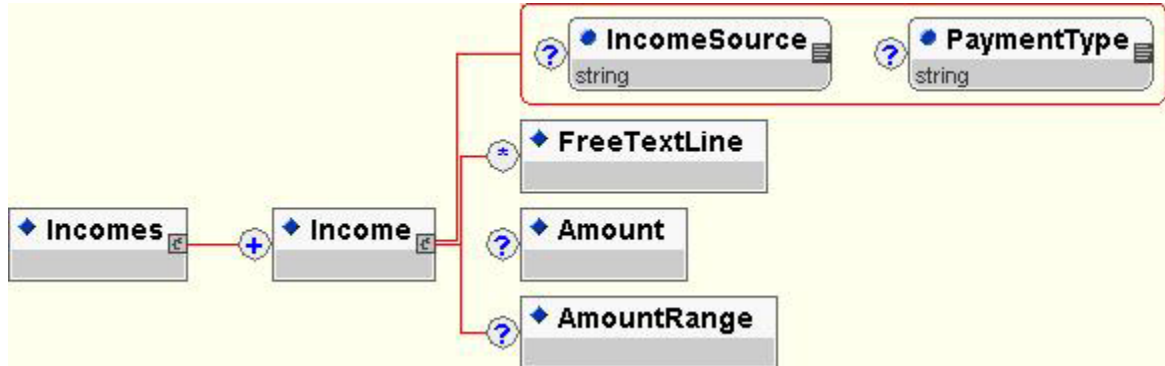 ? IncomeSource ? PaymentType
string string
* FreeTextLine
Incomes + Income ? Amount
? AmountRange